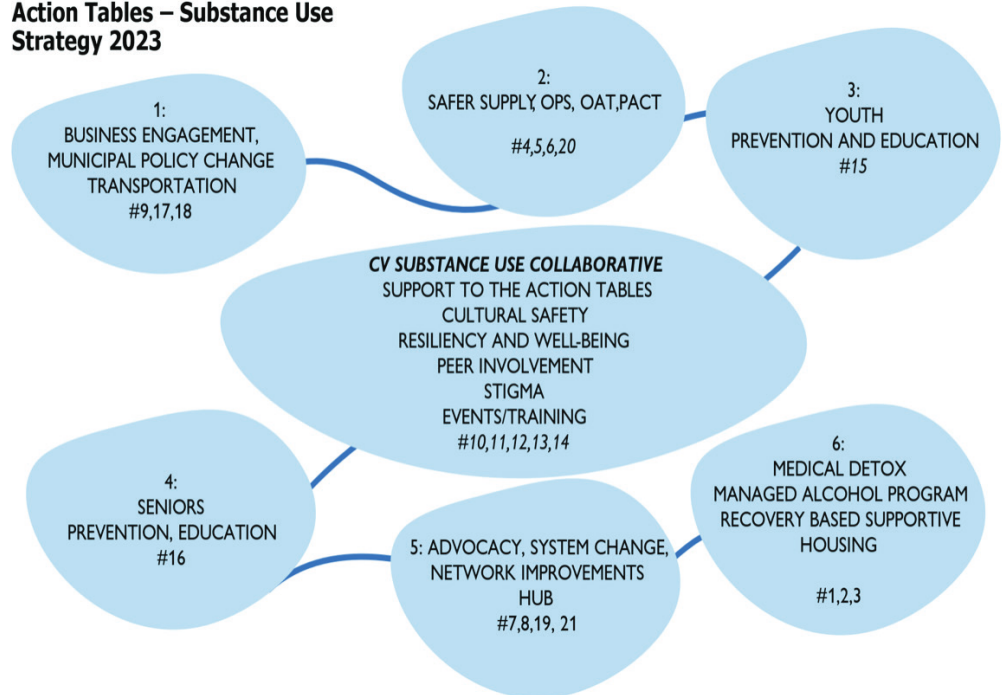 Action Tables – Substance Use
Strategy 2023
1:
BUSINESS ENGAGEMENT,
MUNICIPAL POLICY CHANGE
TRANSPORTATION
#9,17,18
2:
SAFER SUPPLY, OPS, OAT,PACT
#4,5,6,20
3:
YOUTH
PREVENTION AND EDUCATION
#15
CV SUBSTANCE USE COLLABORATIVE
SUPPORT TO THE ACTION TABLES
CULTURAL SAFETY
RESILIENCY AND WELL-BEING
PEER INVOLVEMENT
STIGMA
EVENTS/TRAINING
#10,11,12,13,14
4:
SENIORS
PREVENTION, EDUCATION
#16
5: ADVOCACY, SYSTEM CHANGE,
NETWORK IMPROVEMENTS
HUB
#7,8,19, 21
6:
MEDICAL DETOX
MANAGED ALCOHOL PROGRAM
RECOVERY BASED SUPPORTIVE
HOUSING
#1,2,3